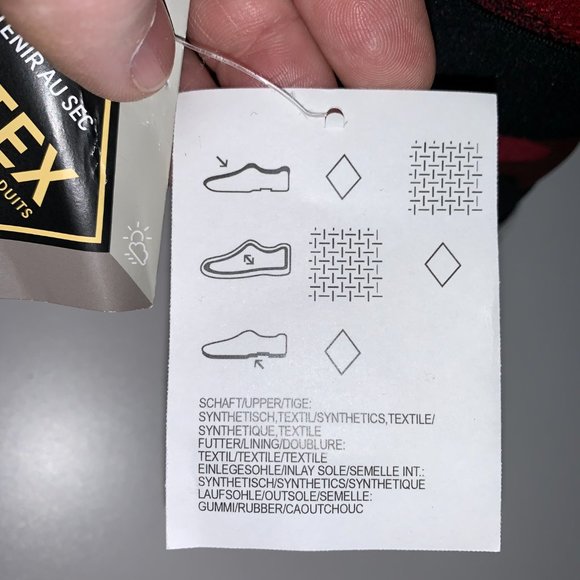 TENIR AU SEC
TEX
DUITS
SCHAFT/UPPER/TIGE:
SYNTHETISCH,TEXTIL/SYNTHETICS,TEXTILE/
SYNTHETIQUE,TEXTILE
FUTTER/LINING/DOUBLURE:
TEXTIL/TEXTILE/TEXTILE
EINLEGESOHLE/INLAY SOLE/SEMELLE INT.:
SYNTHETISCH/SYNTHETICS/SYNTHETIQUE
LAUFSOHLE/OUTSOLE/SEMELLE:
GUMMI/RUBBER/CAOUTCHOUC